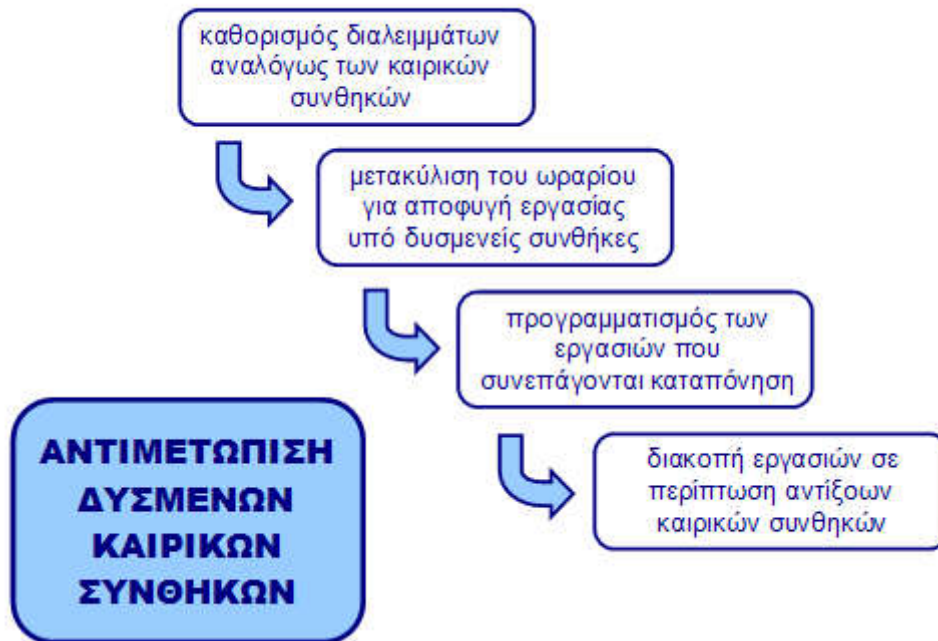 καθορισμός διαλειμμάτων
αναλόγως των καιρικών
συνθηκών
μετακύλιση του ωραρίου
για αποφυγή εργασίας
υπό δυσμενείς συνθήκες
προγραμματισμός των
εργασιών που
συνεπάγονται καταπόνηση
διακοπή εργασιών σε
περίπτωση αντίξοων
καιρικών συνθηκών
ΑΝΤΙΜΕΤΩΠΙΣΗ
ΔΥΣΜΕΝΩΝ
ΚΑΙΡΙΚΩΝ
ΣΥΝΘΗΚΩΝ